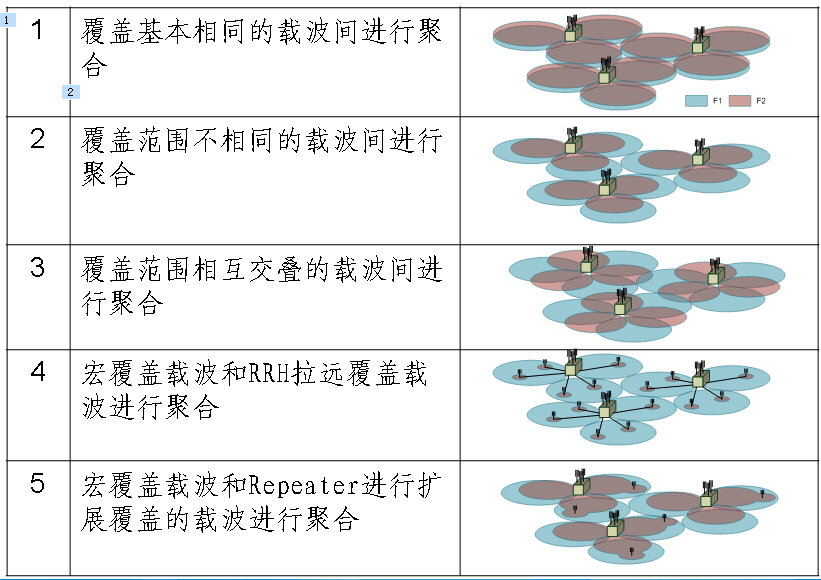 1
1
覆盖基本相同的载波间进行聚
合
2
F1
F2
2
覆盖范围不相同的载波间进行
聚合
3
覆盖范围相互交叠的载波间进
行聚合
4
宏覆盖载波和RRH拉远覆盖载
波进行聚合
5
宏覆盖载波和Repeater进行扩
展覆盖的载波进行聚合